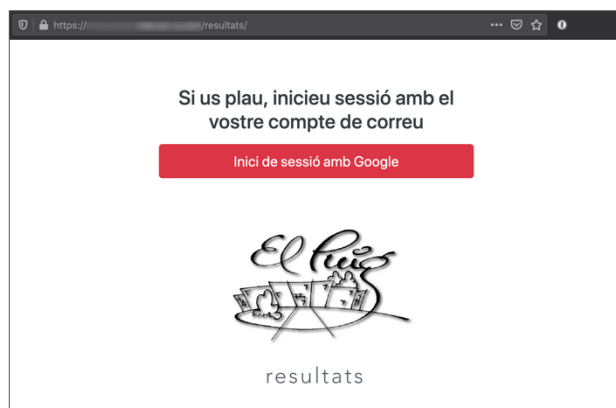 https:// /resultats/
Si us plau, inicieu sessió amb el
vostre compte de correu
Inici de sessió amb Google
El Puig
resultats